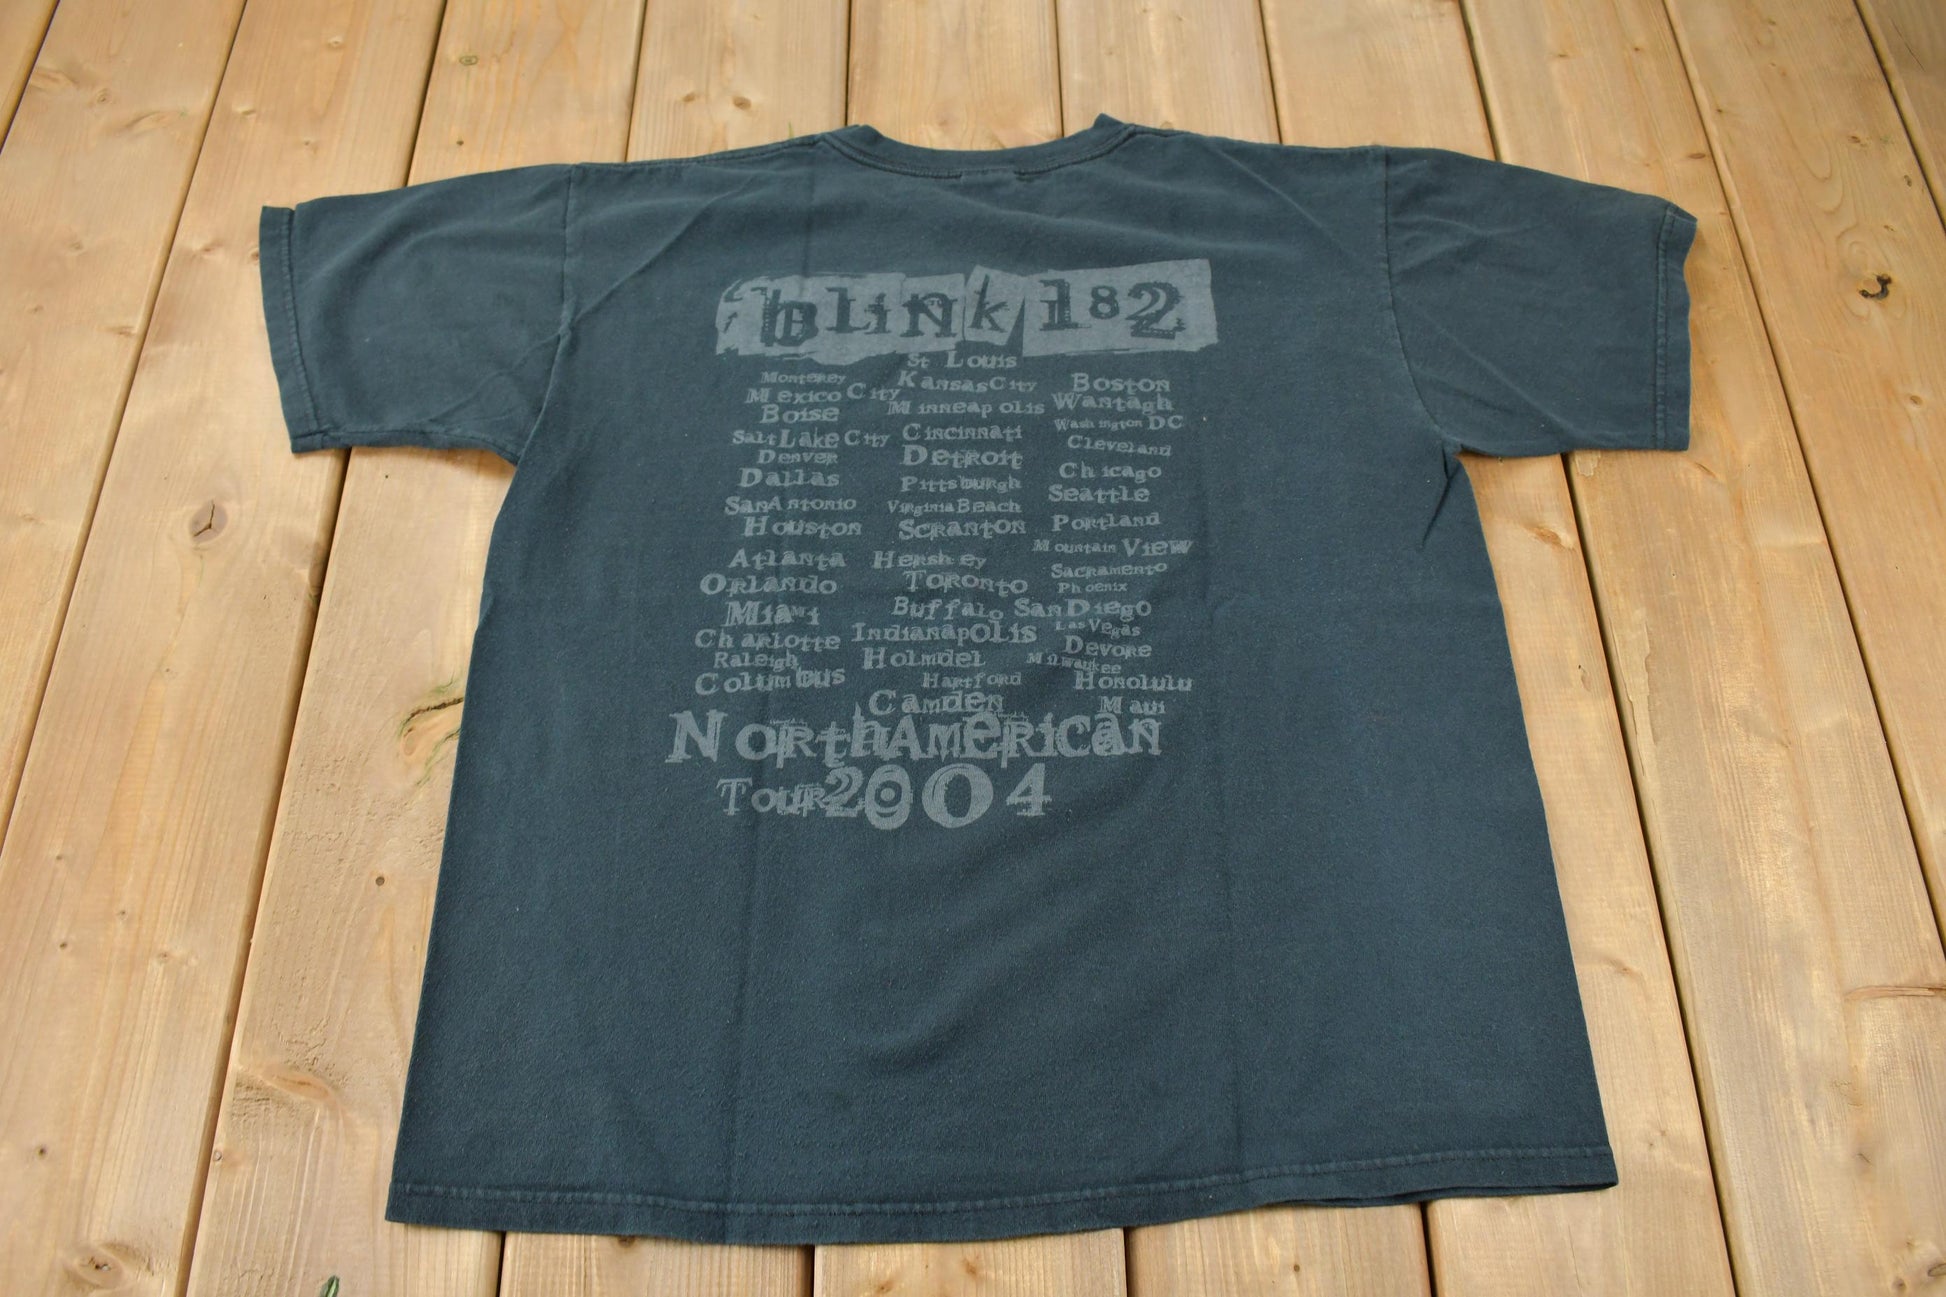 blink 182
St Louis
Monterey
Mexico City
Boise
Salt Lake City
Denver
Dallas
San Antonio
Houston
Atlanta
Orlando
Miami
Charlotte
Raleigh
Columbus
Kansas City
Minneapolis
Cincinnati
Detroit
Pittsburgh
Virginia Beach
Scranton
Hershey
Toronto
Buffalo
Indianapolis
Holmdel
Hartford
Camden
Boston
Wantagh
Washington DC
Cleveland
Chicago
Seattle
Portland
Mountain View
Sacramento
Phoenix
San Diego
Las Vegas
Devore
Milwaukee
Honolulu
Maui
North American
Tour 2004